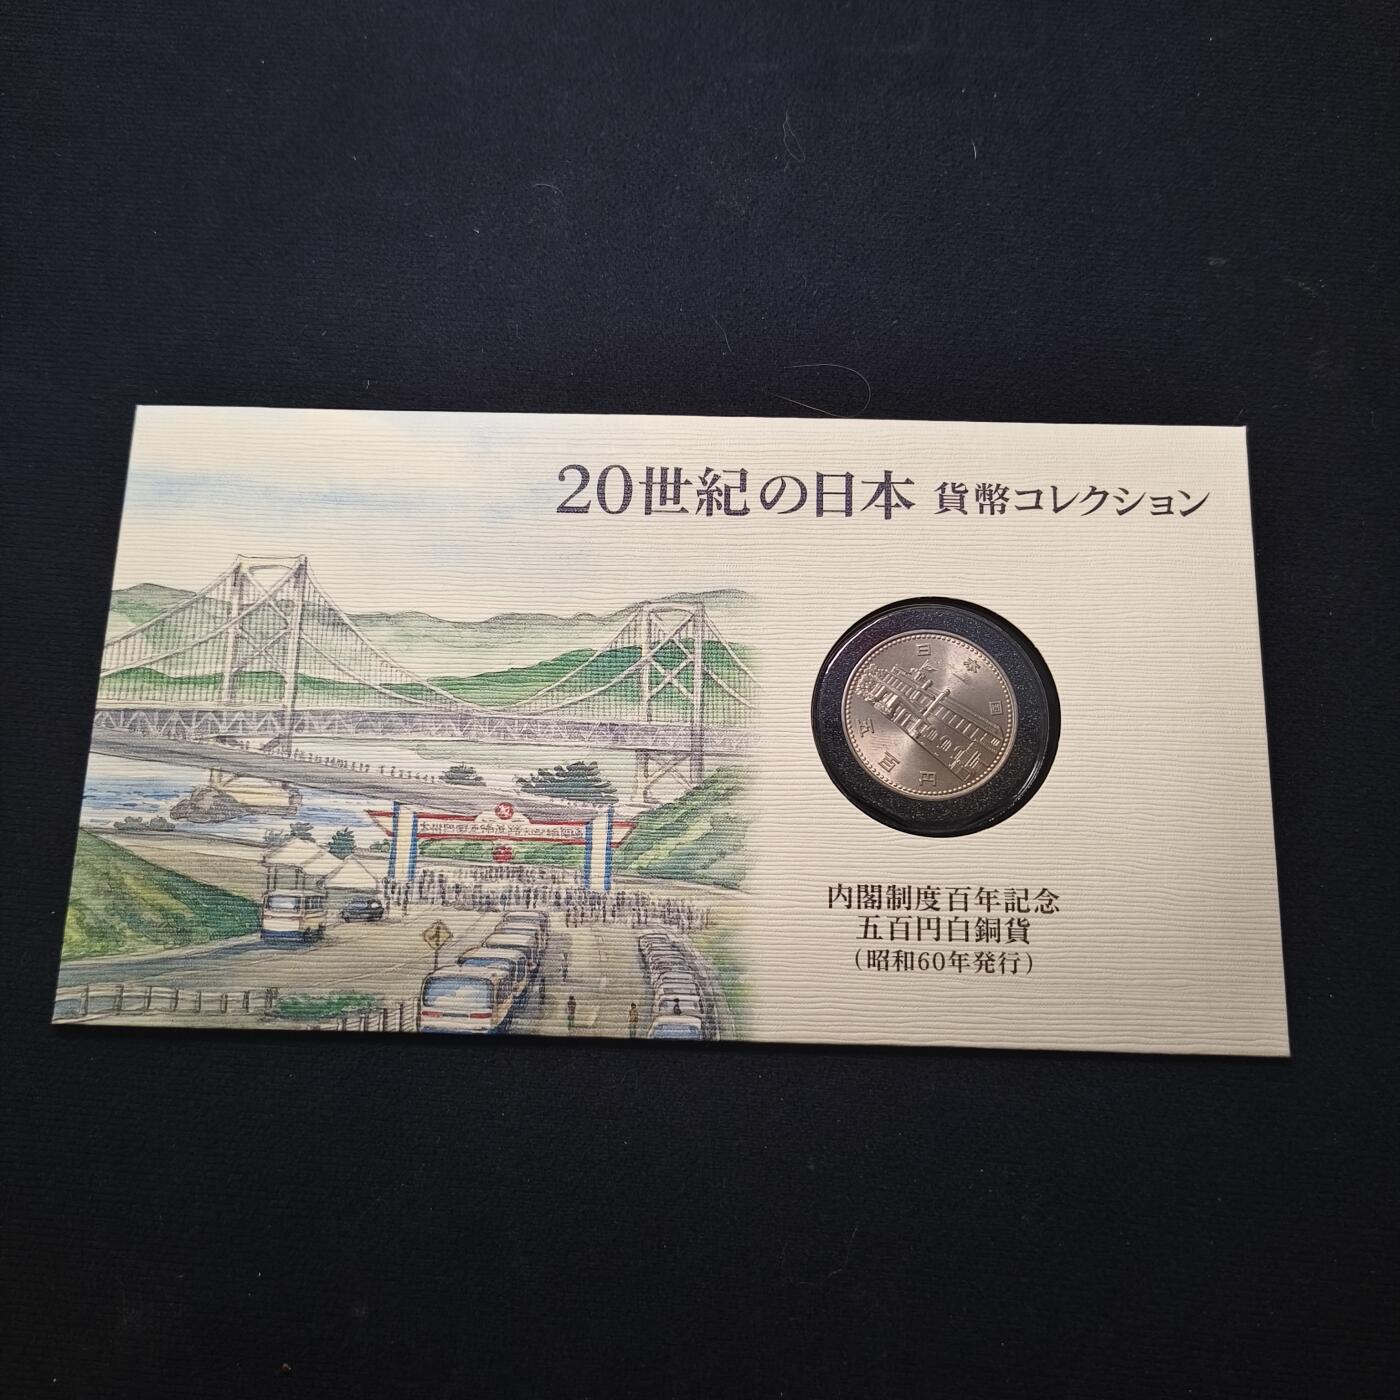 20世紀の日本 貨幣コレクション
日本国
五百円
内閣制度百年記念
五百円白銅貨
(昭和60年発行)